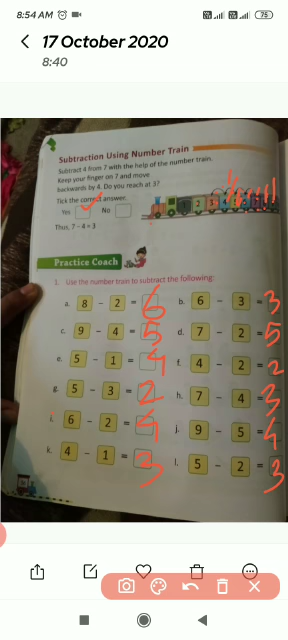 8:54 AM
75
17 October 2020
8:40
Subtraction Using Number Train
Subtract 4 from 7 with the help of the number train.
Keep your finger on 7 and move
backwards by 4. Do you reach at 3?
Tick the correct answer.
Yes No
Thus, 7 – 4 = 3
Practice Coach
1. Use the number train to subtract the following:
a. 8 – 2 = 6 b. 6 – 3 = 3
c. 9 – 4 = 5 d. 7 – 2 = 5
e. 5 – 1 = 4 f. 4 – 2 = 2
g. 5 – 3 = 2 h. 7 – 4 = 3
i. 6 – 2 = 4 j. 9 – 5 = 4
k. 4 – 1 = 3 l. 5 – 2 = 3